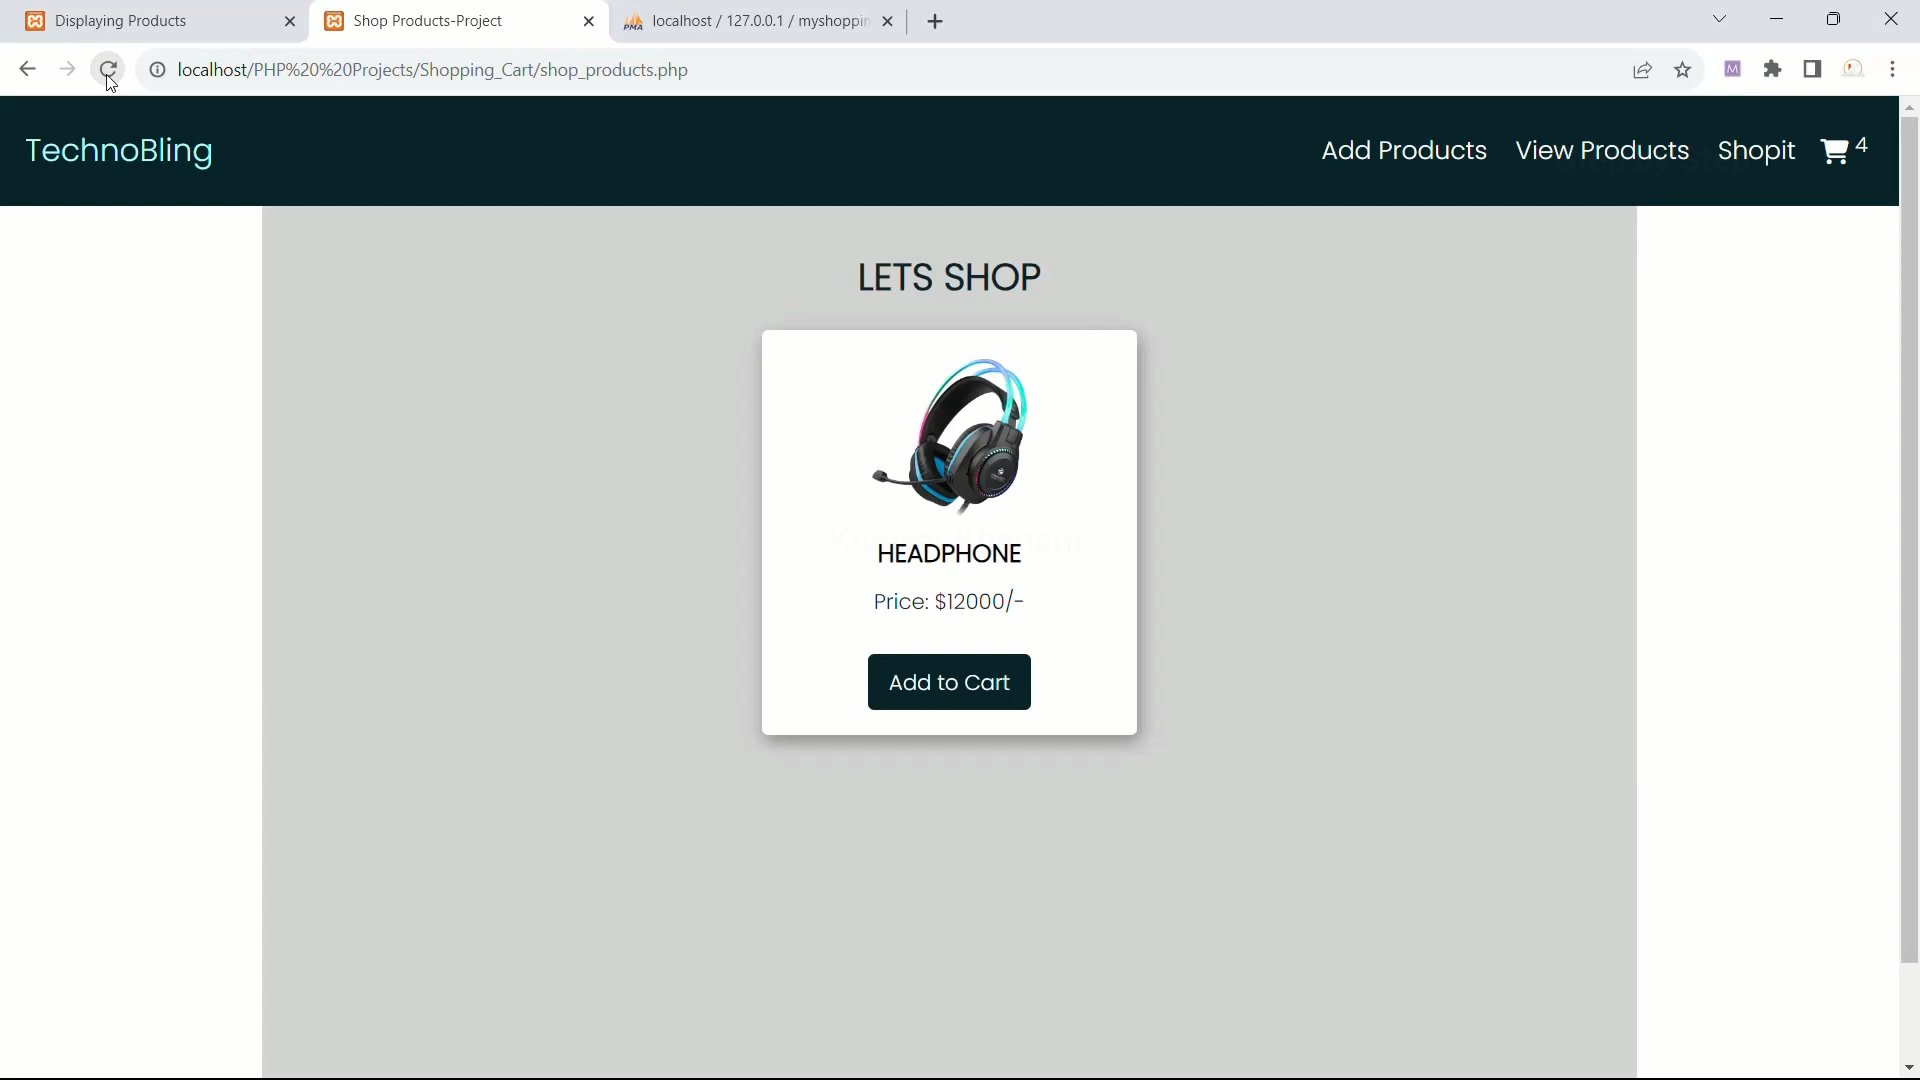 Displaying Products
Shop Products-Project
localhost / 127.0.0.1 / myshoppin
localhost/PHP%20%20Projects/Shopping_Cart/shop_products.php
TechnoBling
Add Products
View Products
Shopit
4
LETS SHOP
HEADPHONE
Price: $12000/-
Add to Cart